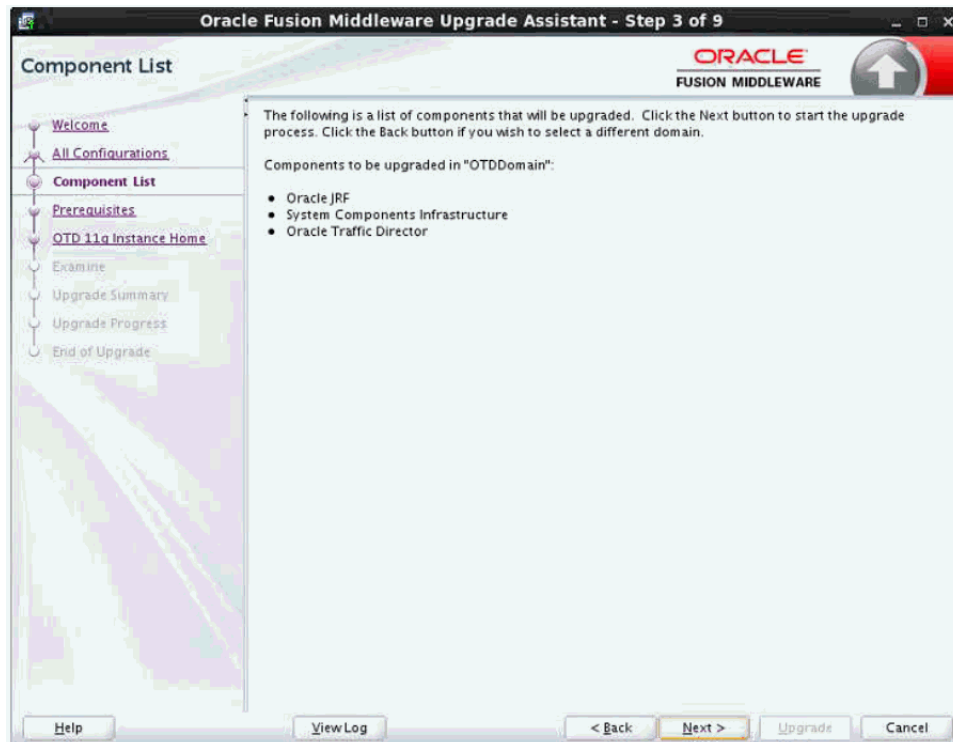 Oracle Fusion Middleware Upgrade Assistant - Step 3 of 9
Component List
ORACLE
FUSION MIDDLEWARE
Welcome
All Configurations
Component List
Prerequisites
OTD 11g Instance Home
Examine
Upgrade Summary
Upgrade Progress
End of Upgrade
The following is a list of components that will be upgraded. Click the Next button to start the upgrade
process. Click the Back button if you wish to select a different domain.
Components to be upgraded in "OTDDomain":
• Oracle JRF
• System Components Infrastructure
• Oracle Traffic Director
Help
View Log
< Back
Next >
Upgrade
Cancel